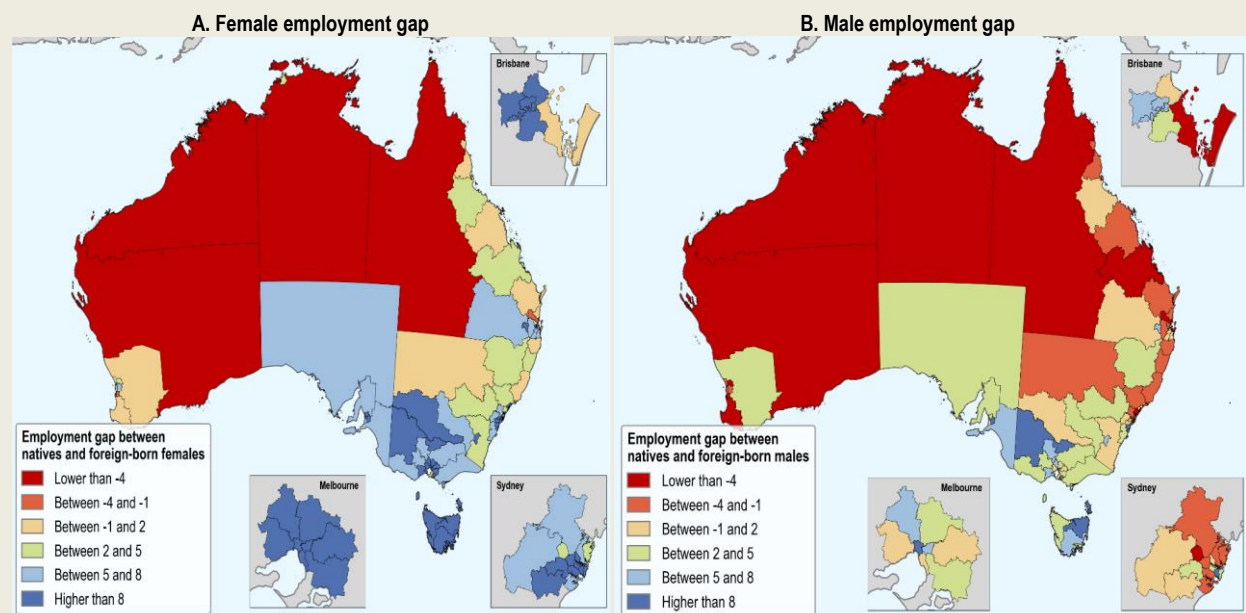 A. Female employment gap
Brisbane
Employment gap between
natives and foreign-born females
Lower than -4
Between -4 and -1
Between -1 and 2
Between 2 and 5
Between 5 and 8
Higher than 8
Melbourne
Sydney
B. Male employment gap
Brisbane
Employment gap between
natives and foreign-born males
Lower than -4
Between -4 and -1
Between -1 and 2
Between 2 and 5
Between 5 and 8
Higher than 8
Melbourne
Sydney